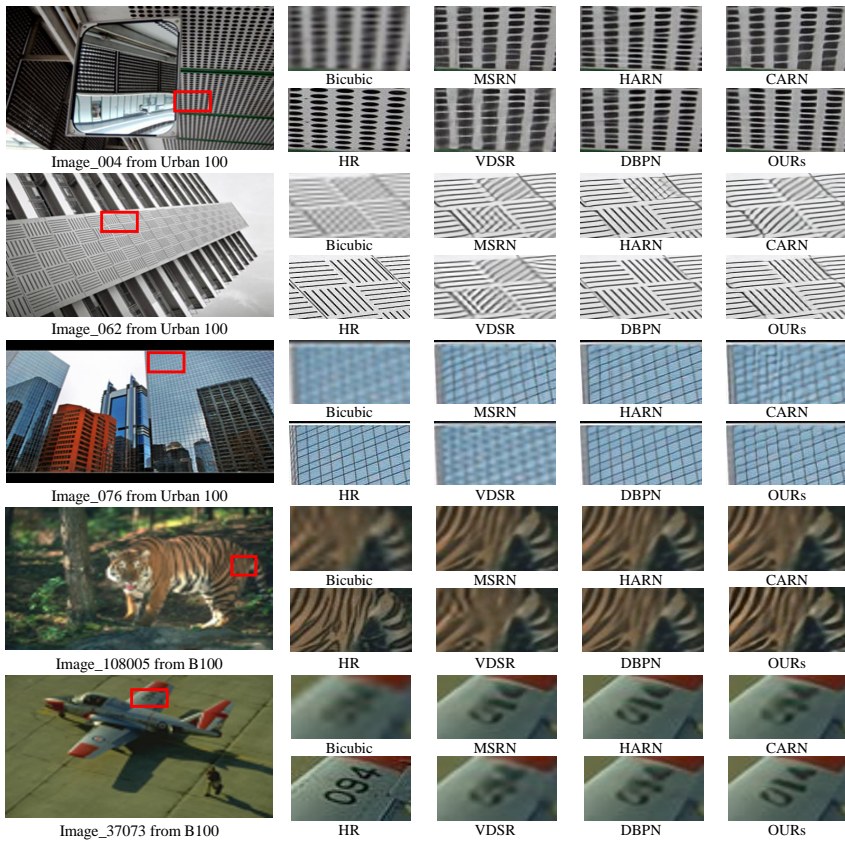 Bicubic MSRN HARN CARN
Image_004 from Urban 100 HR VDSR DBPN OURs
Bicubic MSRN HARN CARN
Image_062 from Urban 100 HR VDSR DBPN OURs
Bicubic MSRN HARN CARN
Image_076 from Urban 100 HR VDSR DBPN OURs
Bicubic MSRN HARN CARN
Image_108005 from B100 HR VDSR DBPN OURs
Bicubic MSRN HARN CARN
094
Image_37073 from B100 HR VDSR DBPN OURs